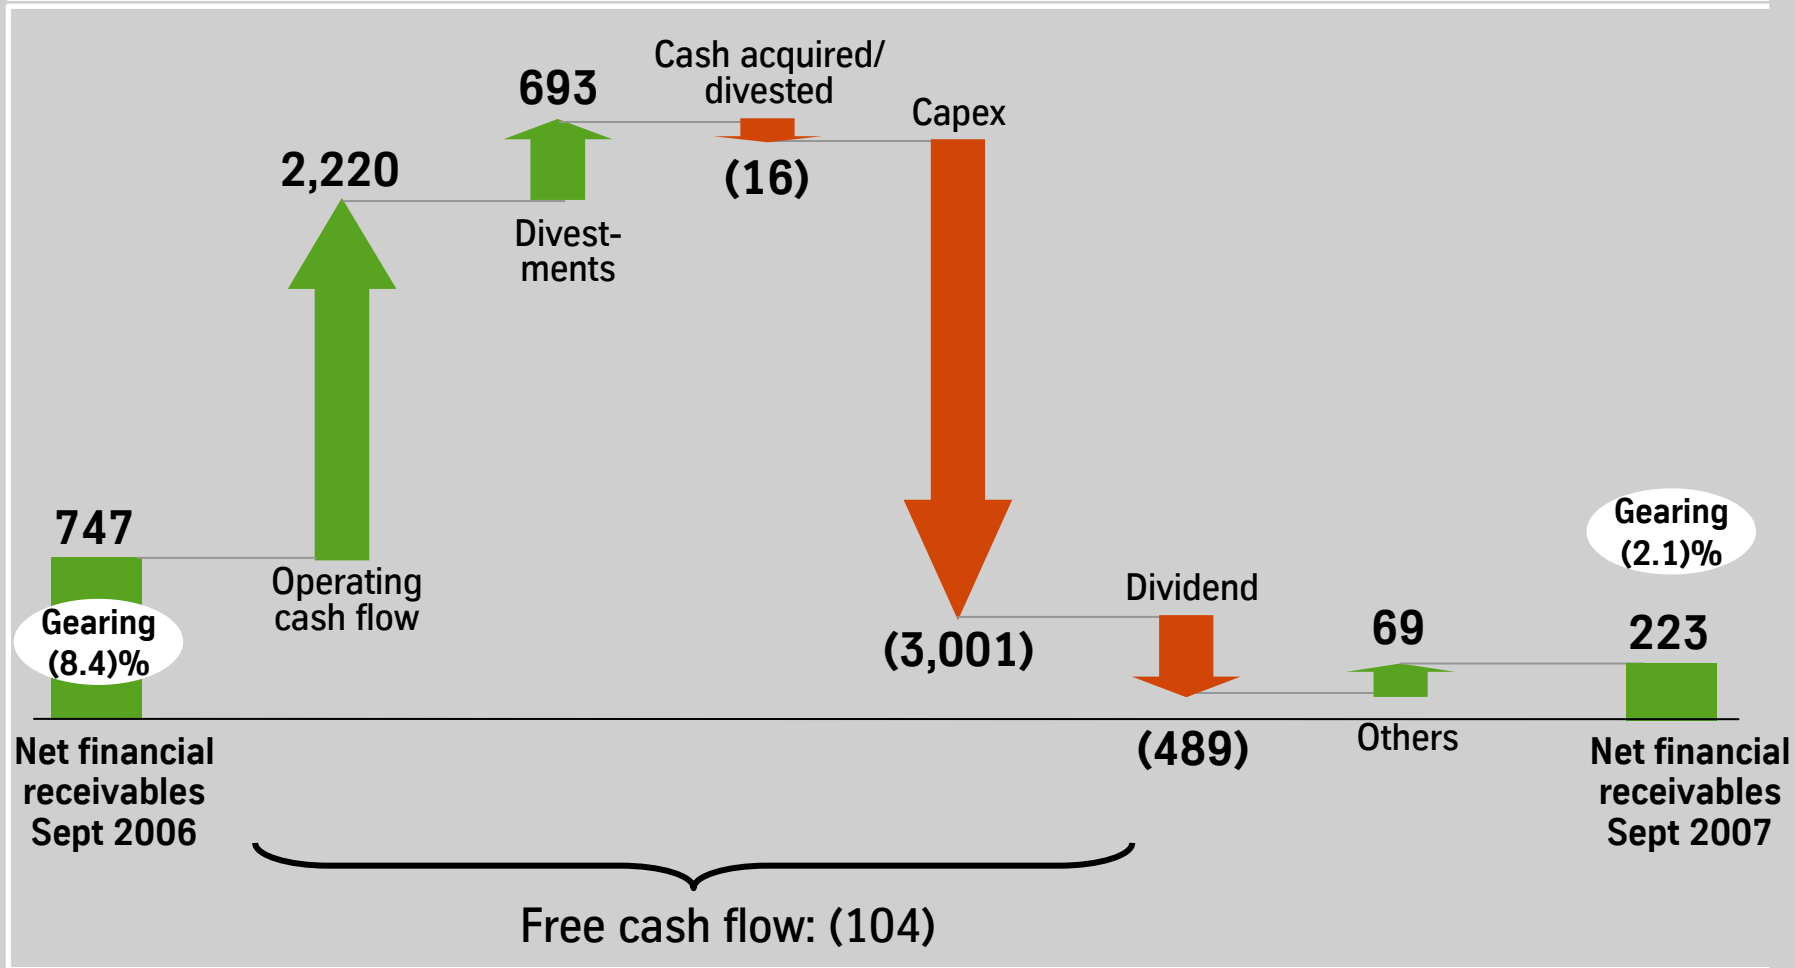 747
Gearing
(8.4)%
Net financial
receivables
Sept 2006
2,220
Operating
cash flow
693
Divest-
ments
Cash acquired/
divested
(16)
Capex
(3,001)
Dividend
(489)
69
Others
Gearing
(2.1)%
223
Net financial
receivables
Sept 2007
Free cash flow: (104)